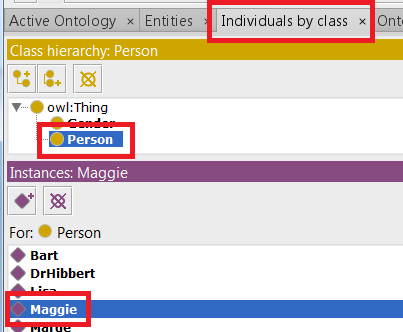 Active Ontology × Entities × Individuals by class × Onto
Class hierarchy: Person
owl:Thing
Gender
Person
Instances: Maggie
For: Person
Bart
DrHibbert
Lisa
Maggie
Marge